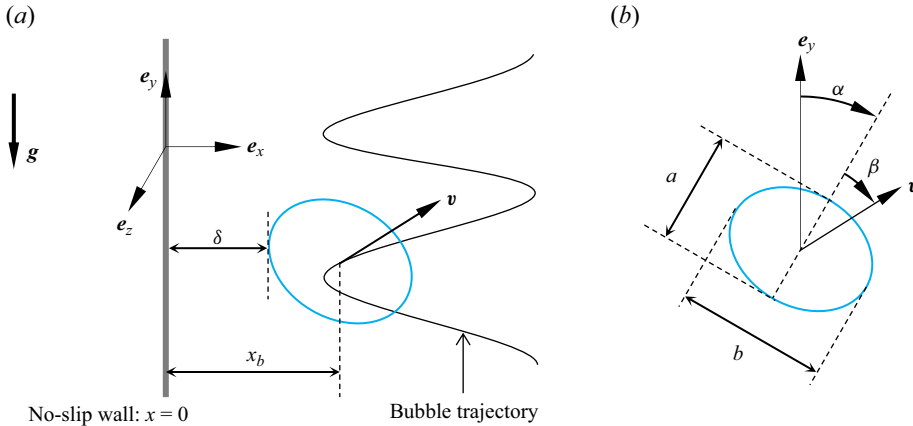 (a)
(b)
e_y
g
e_x
e_z
δ
v
x_b
No-slip wall: x = 0
Bubble trajectory
e_y
α
β
a
v
b